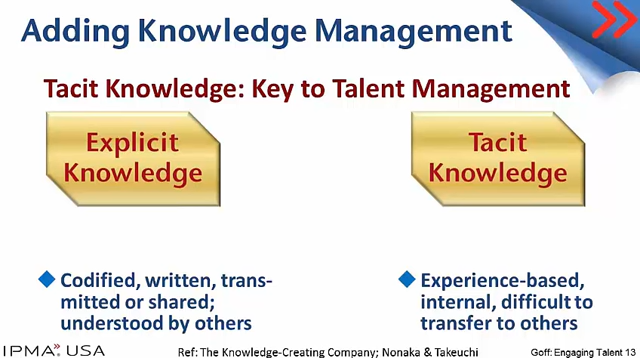 Adding Knowledge Management
Tacit Knowledge: Key to Talent Management
Explicit
Knowledge
Tacit
Knowledge
Codified, written, trans-
mitted or shared;
understood by others
Experience-based,
internal, difficult to
transfer to others
IPMA USA
Ref: The Knowledge-Creating Company; Nonaka & Takeuchi
Goff: Engaging Talent 13